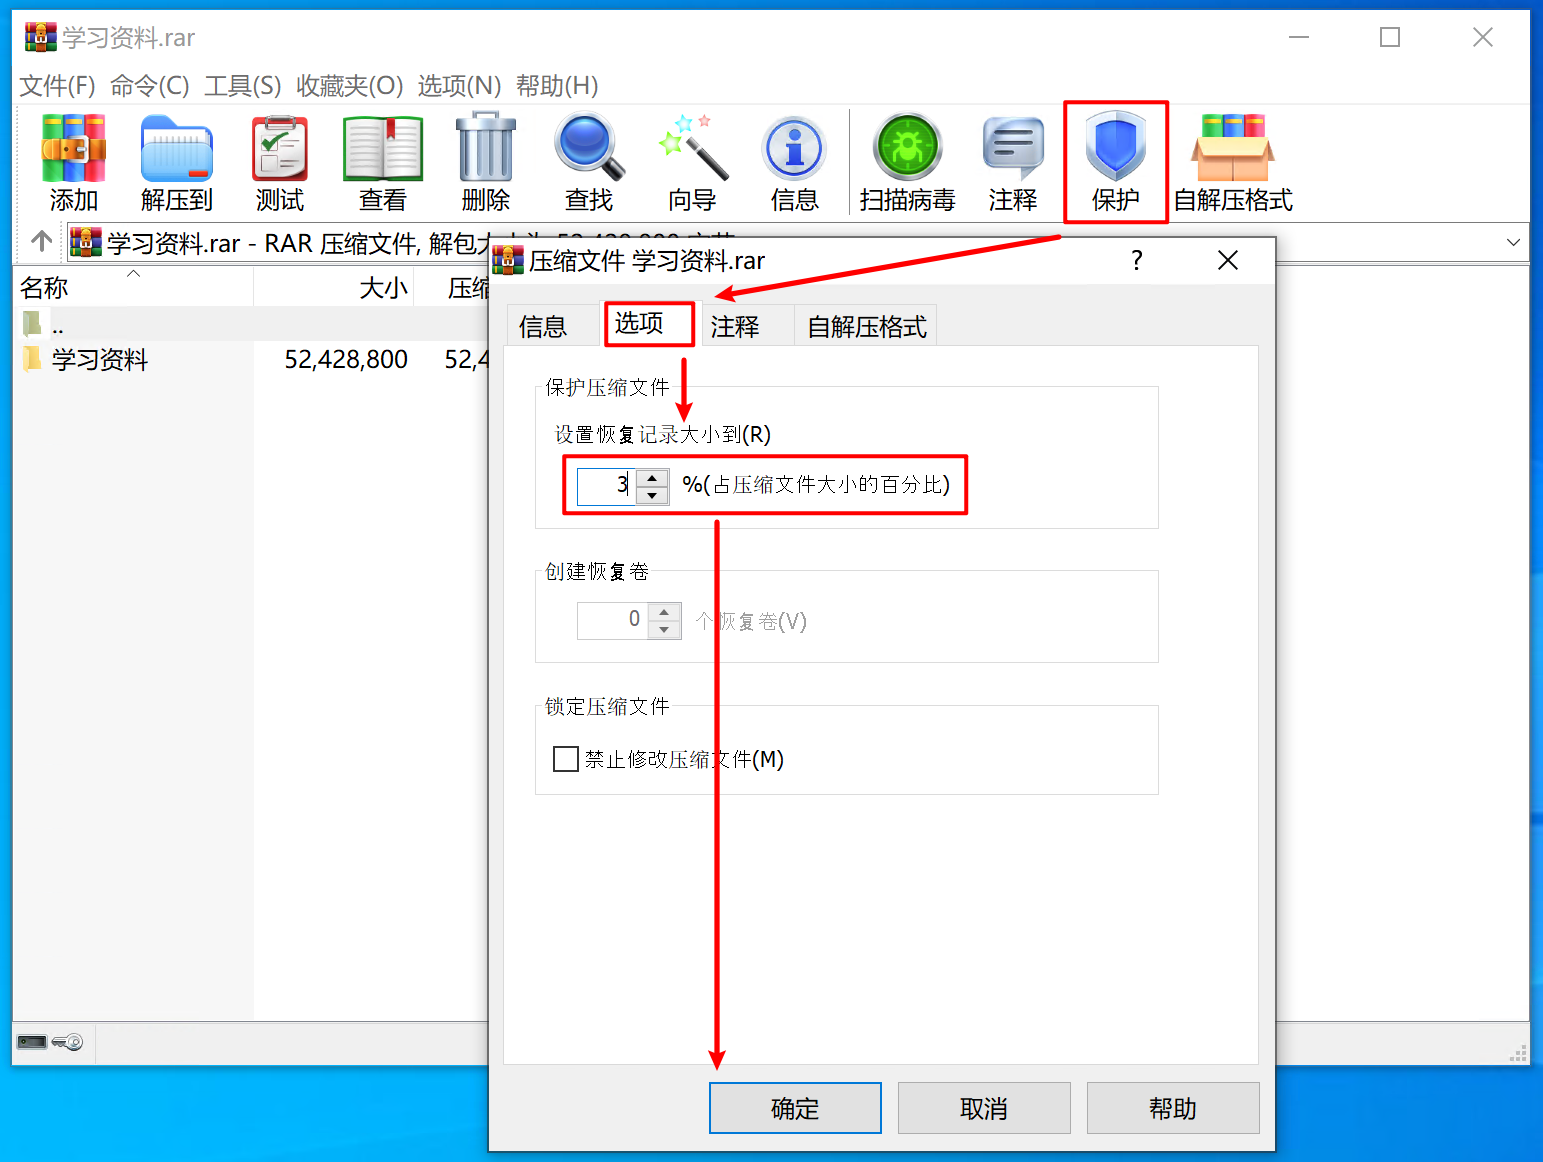 学习资料.rar
文件(F) 命令(C) 工具(S) 收藏夹(O) 选项(N) 帮助(H)
添加 解压到 测试 查看 删除 查找 向导 信息 扫描病毒 注释 保护 自解压格式
学习资料.rar - RAR 压缩文件, 解包大
名称 大小 压缩
..
学习资料 52,428,800 52,4
压缩文件 学习资料.rar
信息 选项 注释 自解压格式
保护压缩文件
设置恢复记录大小到(R)
3 %(占压缩文件大小的百分比)
创建恢复卷
0 个恢复卷(V)
锁定压缩文件
禁止修改压缩文件(M)
确定 取消 帮助